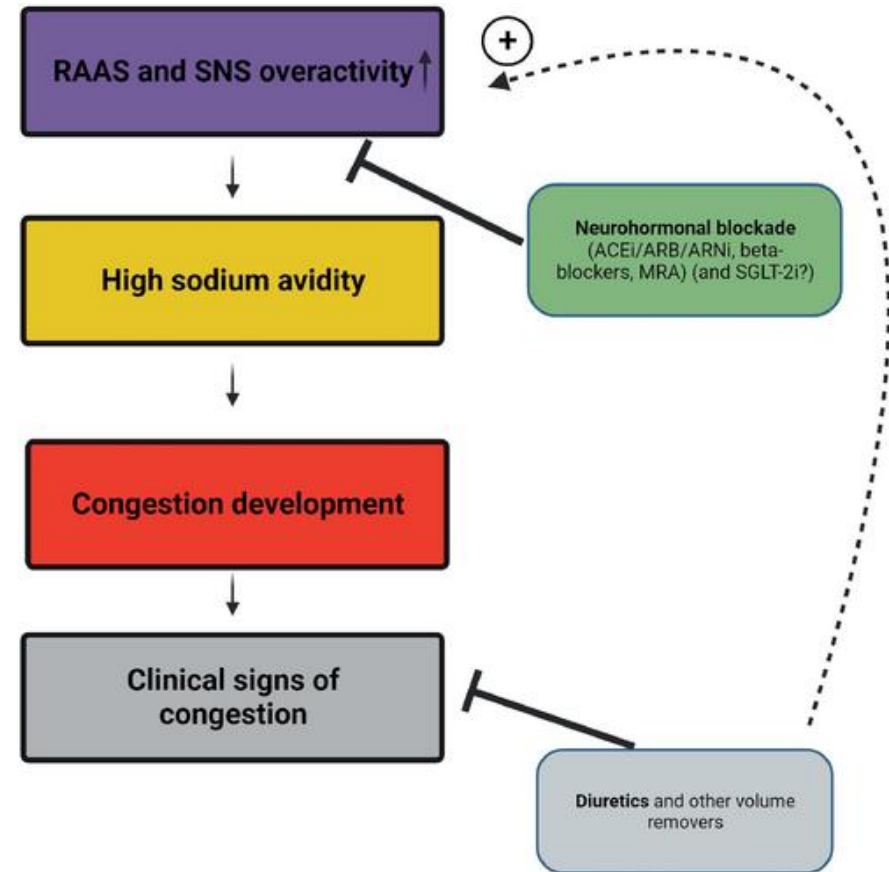 RAAS and SNS overactivity↑
+
High sodium avidity
Neurohormonal blockade
(ACEi/ARB/ARNi, beta-
blockers, MRA) (and SGLT-2i?)
Congestion development
Clinical signs of
congestion
Diuretics and other volume
removers